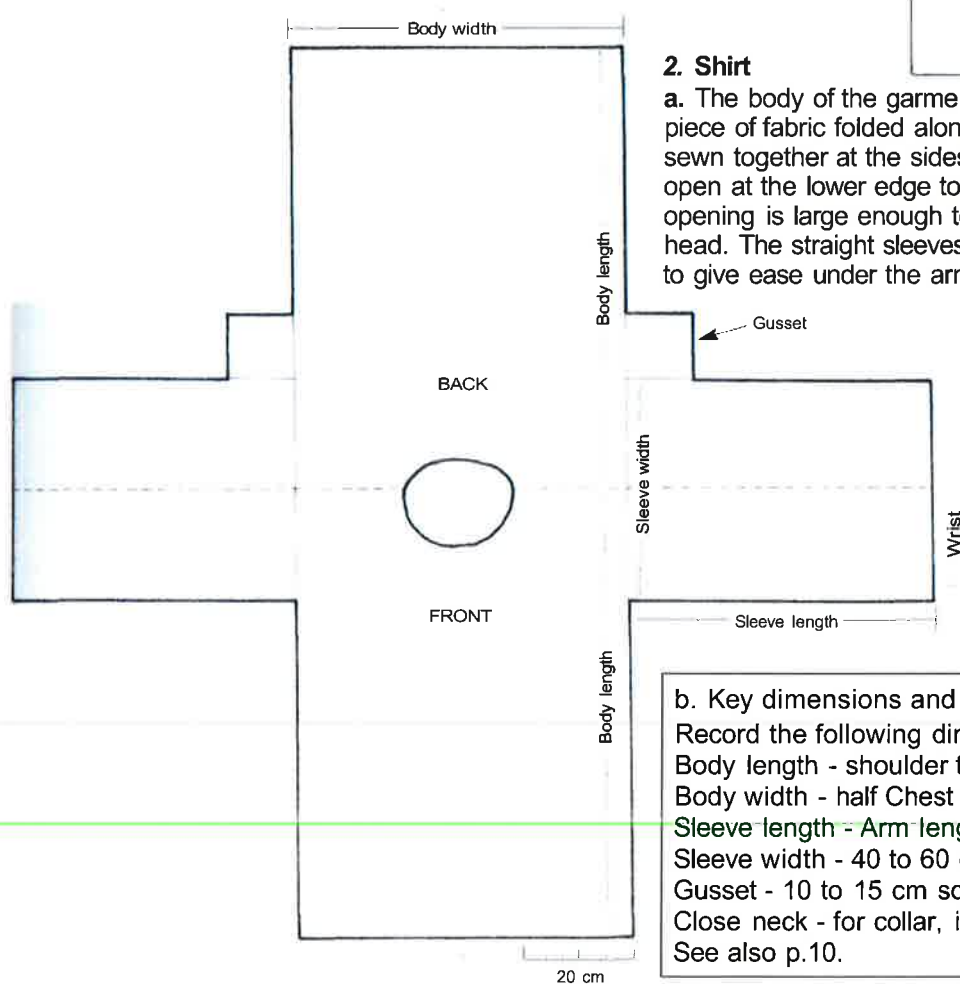 Body width
2. Shirt
a. The body of the garme
piece of fabric folded alon
sewn together at the sides
open at the lower edge to
opening is large enough t
head. The straight sleeves
to give ease under the arr
Body length
Gusset
BACK
Sleeve width
Wrist
FRONT
Sleeve length
Body length
b. Key dimensions and
Record the following dir
Body length - shoulder t
Body width - half Chest
Sleeve length - Arm leng
Sleeve width - 40 to 60
Gusset - 10 to 15 cm sc
Close neck - for collar, i
See also p.10.
20 cm